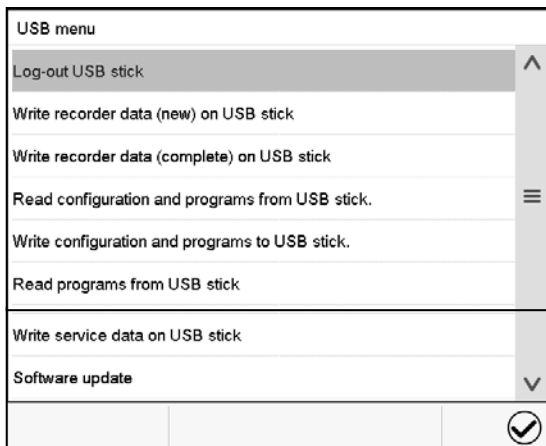 USB menu
Log-out USB stick
Write recorder data (new) on USB stick
Write recorder data (complete) on USB stick
Read configuration and programs from USB stick.
Write configuration and programs to USB stick.
Read programs from USB stick
Write service data on USB stick
Software update